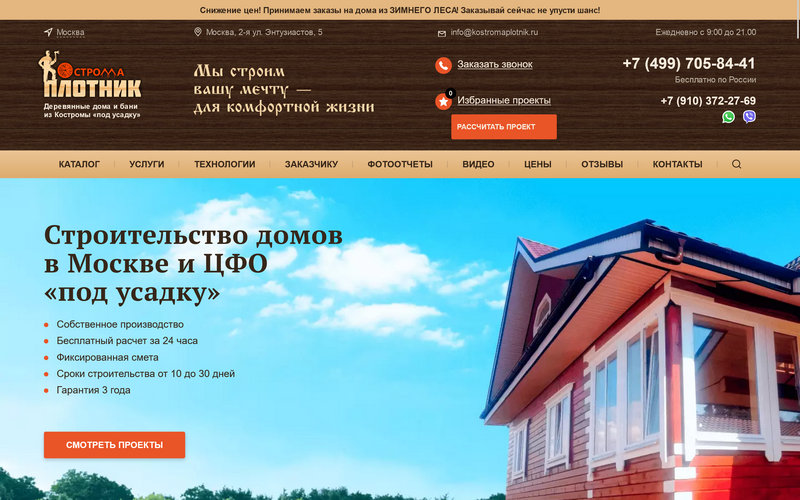 Снижение цен! Принимаем заказы на дома из ЗИМНЕГО ЛЕСА! Заказывай сейчас не упусти шанс!
Москва
Москва, 2-я ул. Энтузиастов, 5
info@kostromaplotnik.ru
Ежедневно с 9:00 до 21.00
КОСТРОМА
ПЛОТНИК
Деревянные дома и бани
из Костромы «под усадку»
Мы строим
вашу мечту —
для комфортной жизни
Заказать звонок
0
Избранные проекты
РАССЧИТАТЬ ПРОЕКТ
+7 (499) 705-84-41
Бесплатно по России
+7 (910) 372-27-69
КАТАЛОГ
УСЛУГИ
ТЕХНОЛОГИИ
ЗАКАЗЧИКУ
ФОТООТЧЕТЫ
ВИДЕО
ЦЕНЫ
ОТЗЫВЫ
КОНТАКТЫ
Строительство домов
в Москве и ЦФО
«под усадку»
Собственное производство
Бесплатный расчет за 24 часа
Фиксированная смета
Сроки строительства от 10 до 30 дней
Гарантия 3 года
СМОТРЕТЬ ПРОЕКТЫ